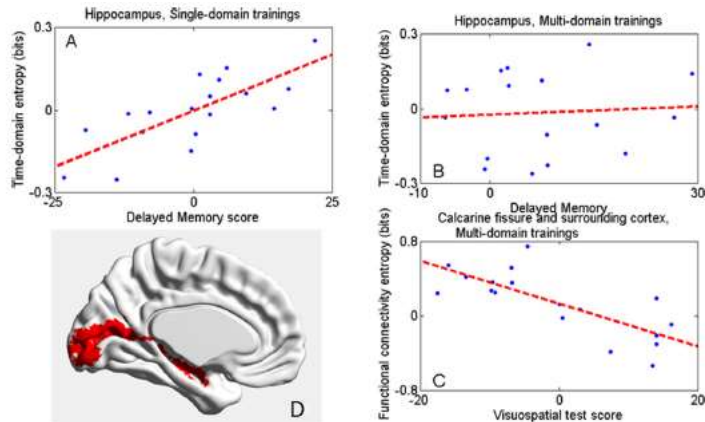 Hippocampus, Single-domain trainings
A
Time-domain entropy (bits)
0.3
0
-0.3
-25
0
25
Delayed Memory score
Hippocampus, Multi-domain trainings
B
Time-domain entropy (bits)
0.3
0
-0.3
-10
0
10
20
30
Delayed Memory
D
Calcarine fissure and surrounding cortex,
Multi-domain trainings
C
Functional connectivity entropy (bits)
0.8
0
-0.8
-20
0
20
Visuospatial test score